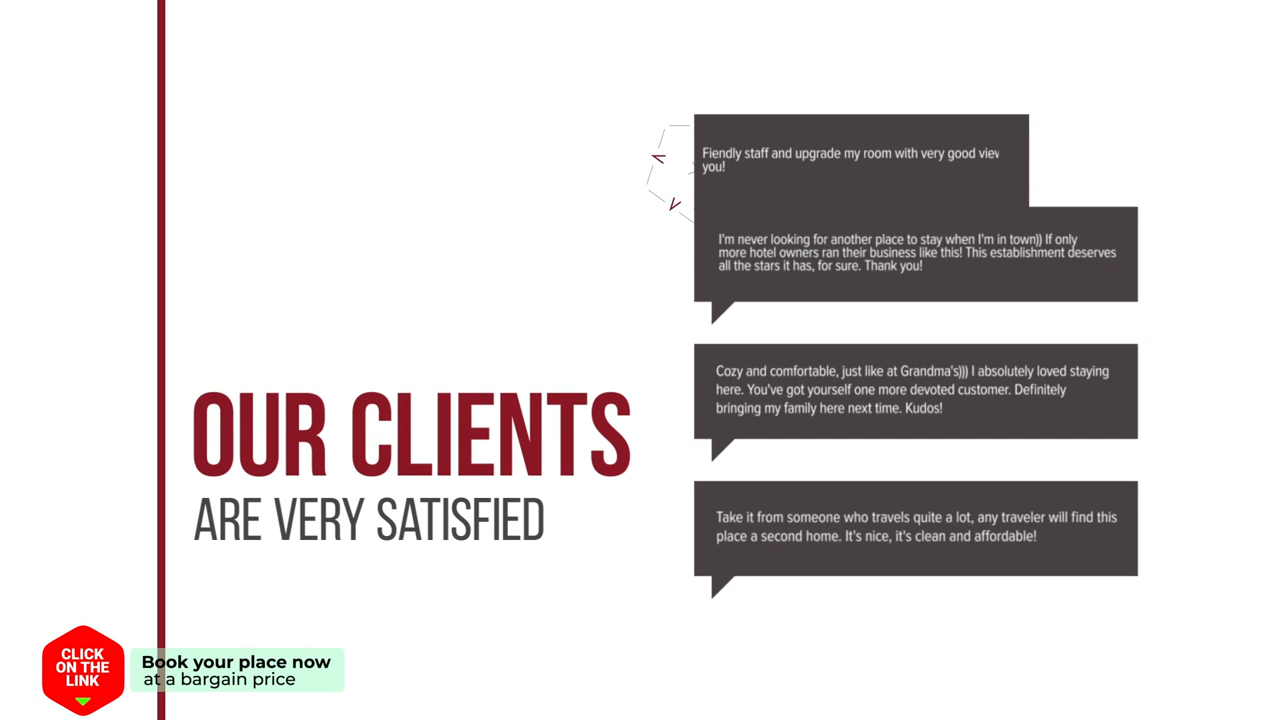 Fiendly staff and upgrade my room with very good
you!
I'm never looking for another place to stay when I'm in town)) If only
more hotel owners ran their business like this! This establishment deserves
all the stars it has, for sure. Thank you!
Cozy and comfortable, just like at Grandma's))) I absolutely loved staying
here. You've got yourself one more devoted customer. Definitely
bringing my family here next time. Kudos!
OUR CLIENTS
ARE VERY SATISFIED
Take it from someone who travels quite a lot, any traveler will find this
place a second home. It's nice, it's clean and affordable!
CLICK
ON THE
LINK
Book your place now
at a bargain price